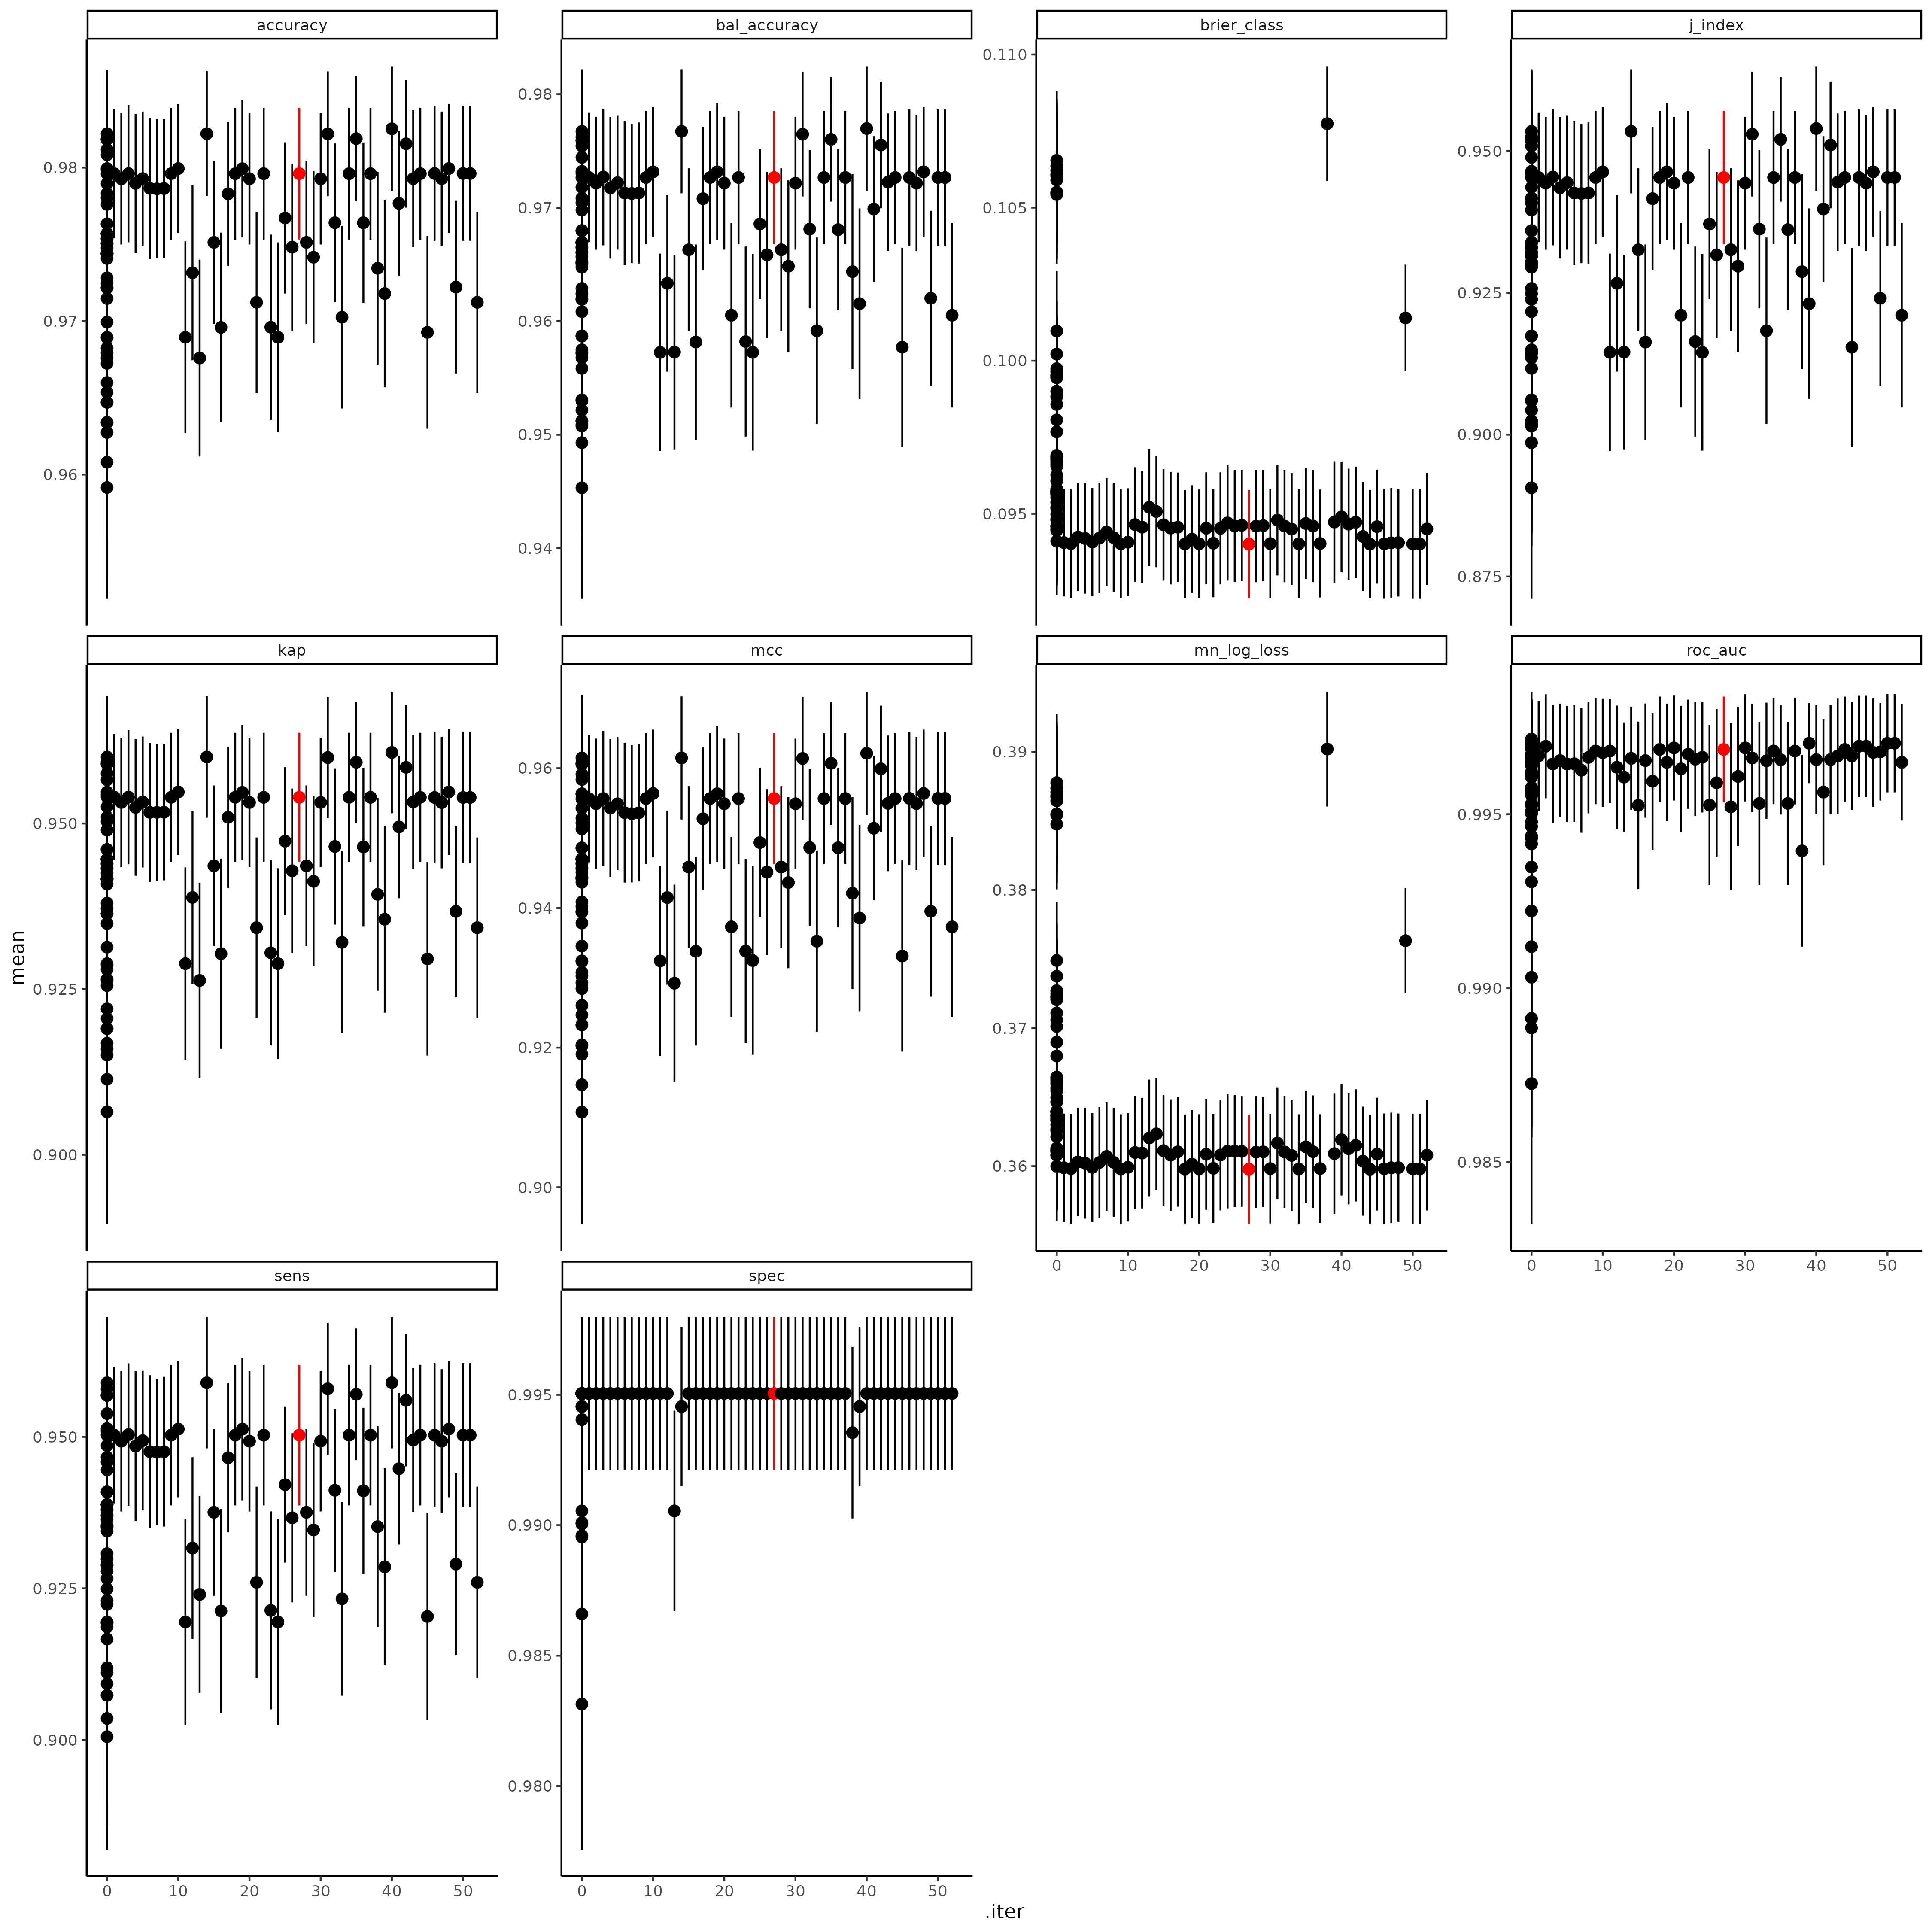 accuracy bal_accuracy brier_class j_index
0.98 0.97 0.96
0.98 0.97 0.96 0.95 0.94
0.110 0.105 0.100 0.095
0.950 0.925 0.900 0.875
kap mcc mn_log_loss roc_auc
mean
0.950 0.925 0.900
0.96 0.94 0.92 0.90
0.39 0.38 0.37 0.36
0.995 0.990 0.985
0 10 20 30 40 50
0 10 20 30 40 50
sens spec
0.950 0.925 0.900
0.995 0.990 0.985 0.980
0 10 20 30 40 50
0 10 20 30 40 50
.iter